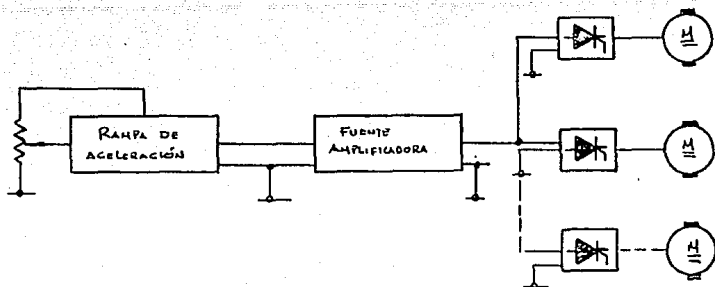 RAMPA DE
ACELERACIÓN
FUENTE
AMPLIFICADORA
M
M
M